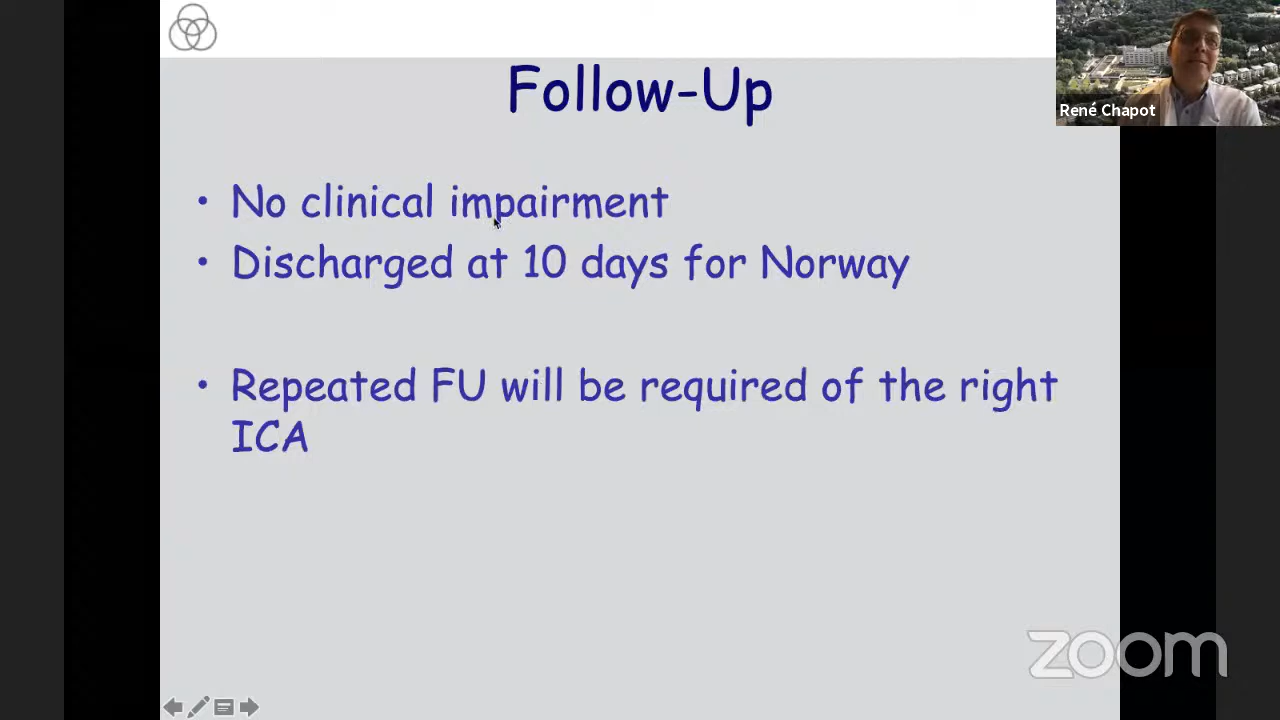 René Chapot
Follow-Up
• No clinical impairment
• Discharged at 10 days for Norway
• Repeated FU will be required of the right
ICA
zoom